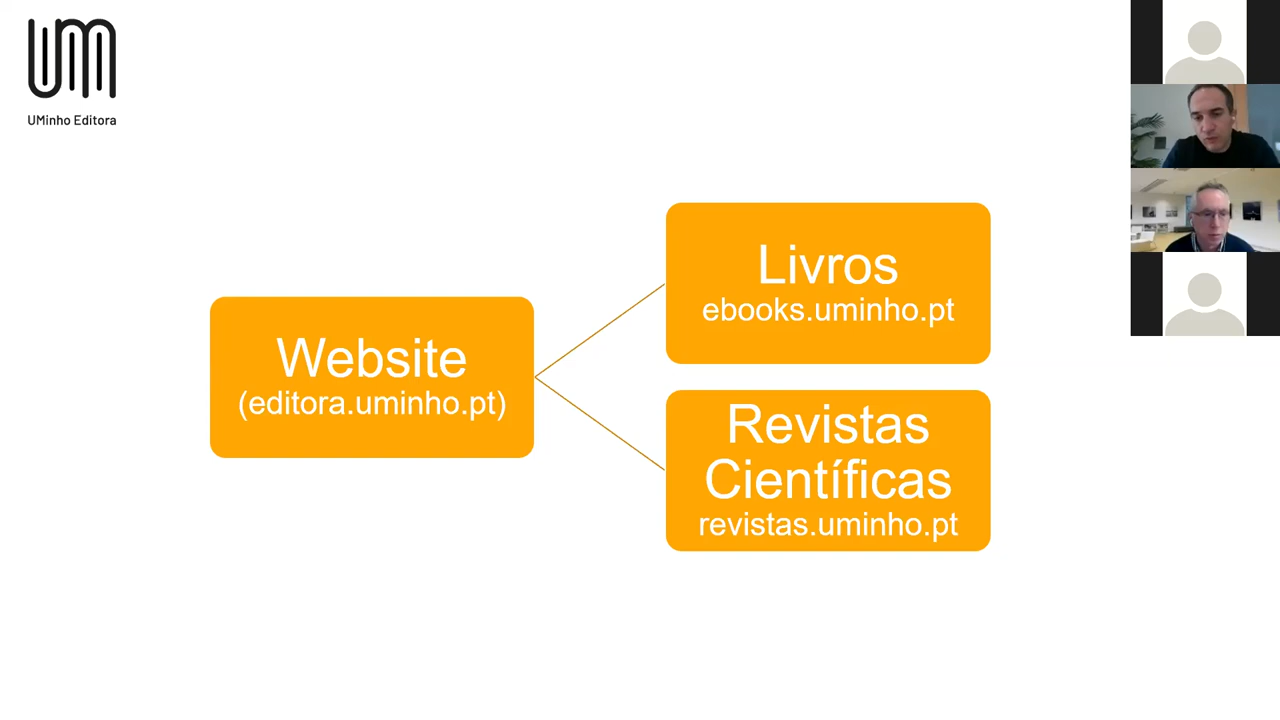 UM
UMinho Editora
Website
(editora.uminho.pt)
Livros
ebooks.uminho.pt
Revistas
Científicas
revistas.uminho.pt